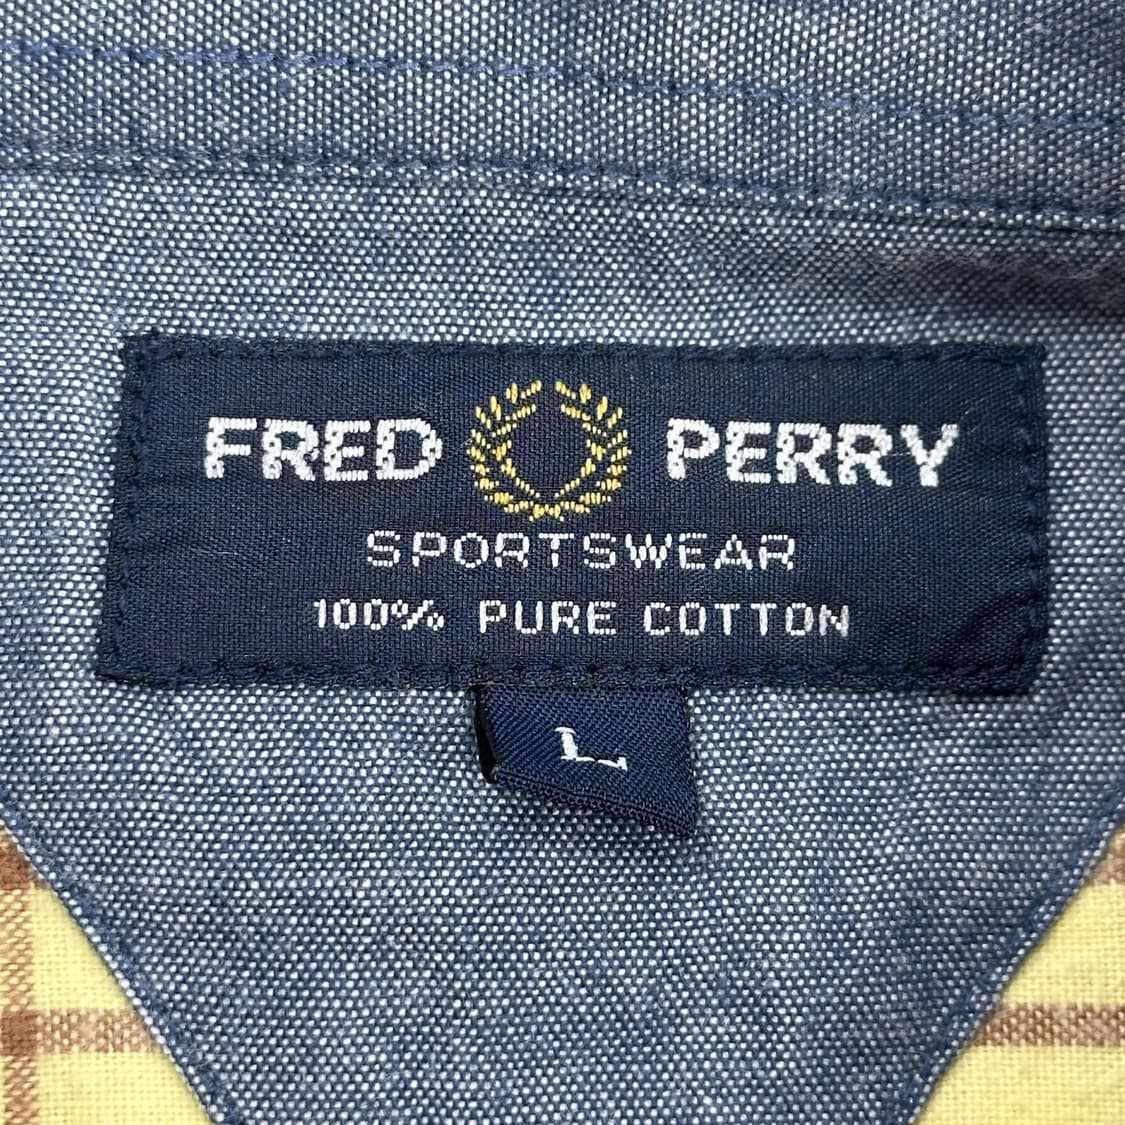 FRED PERRY
SPORTSWEAR
100% PURE COTTON
L